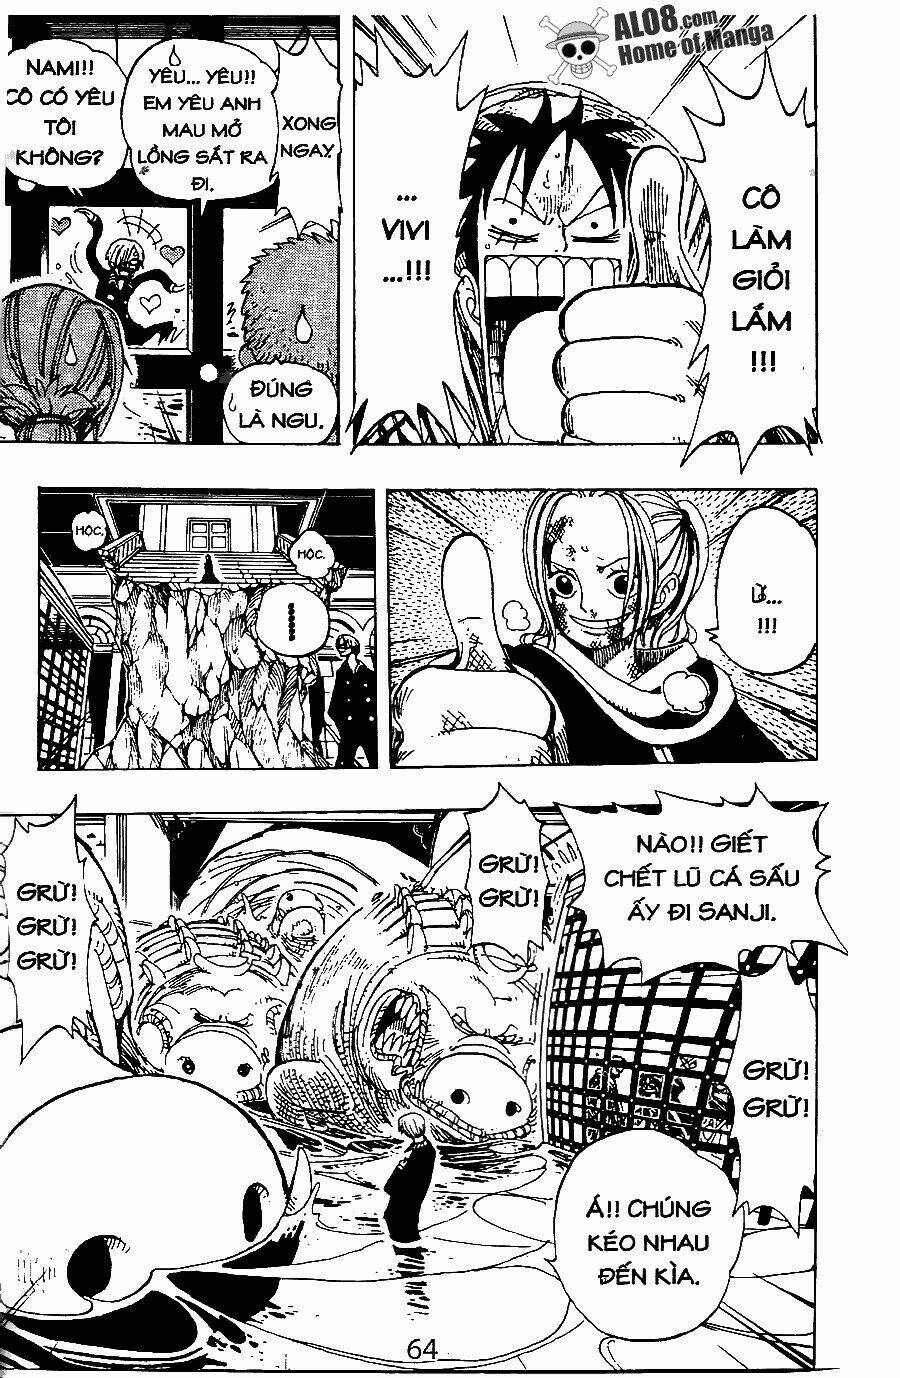 ALO8.com
Home of Manga
CÔ
LÀM
GIỎI
LẮM
!!!
...
VIVI
...!!!
XONG
NGAY.
YÊU... YÊU!!
EM YÊU ANH
MAU MỞ
LỒNG SẮT RA
ĐI.
NAMI!!
CÔ CÓ YÊU
TÔI
KHÔNG?
ĐÚNG
LÀ NGU.
Ừ...
!!!
HỘC.
HỘC.
NÀO!! GIẾT
CHẾT LŨ CÁ SẤU
ẤY ĐI SANJI.
GRỪ!
GRỪ!
GRỪ!
GRỪ!
GRỪ!
GRỪ!
GRỪ!
Á!! CHÚNG
KÉO NHAU
ĐẾN KÌA.
64